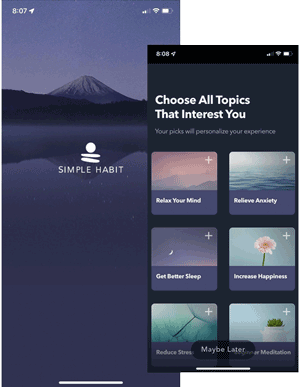 8:07
SIMPLE HABIT
8:08
Choose All Topics
That Interest You
Your picks will personalize your experience
Relax Your Mind
Relieve Anxiety
Get Better Sleep
Increase Happiness
Reduce Stress
Maybe Later
Meditation